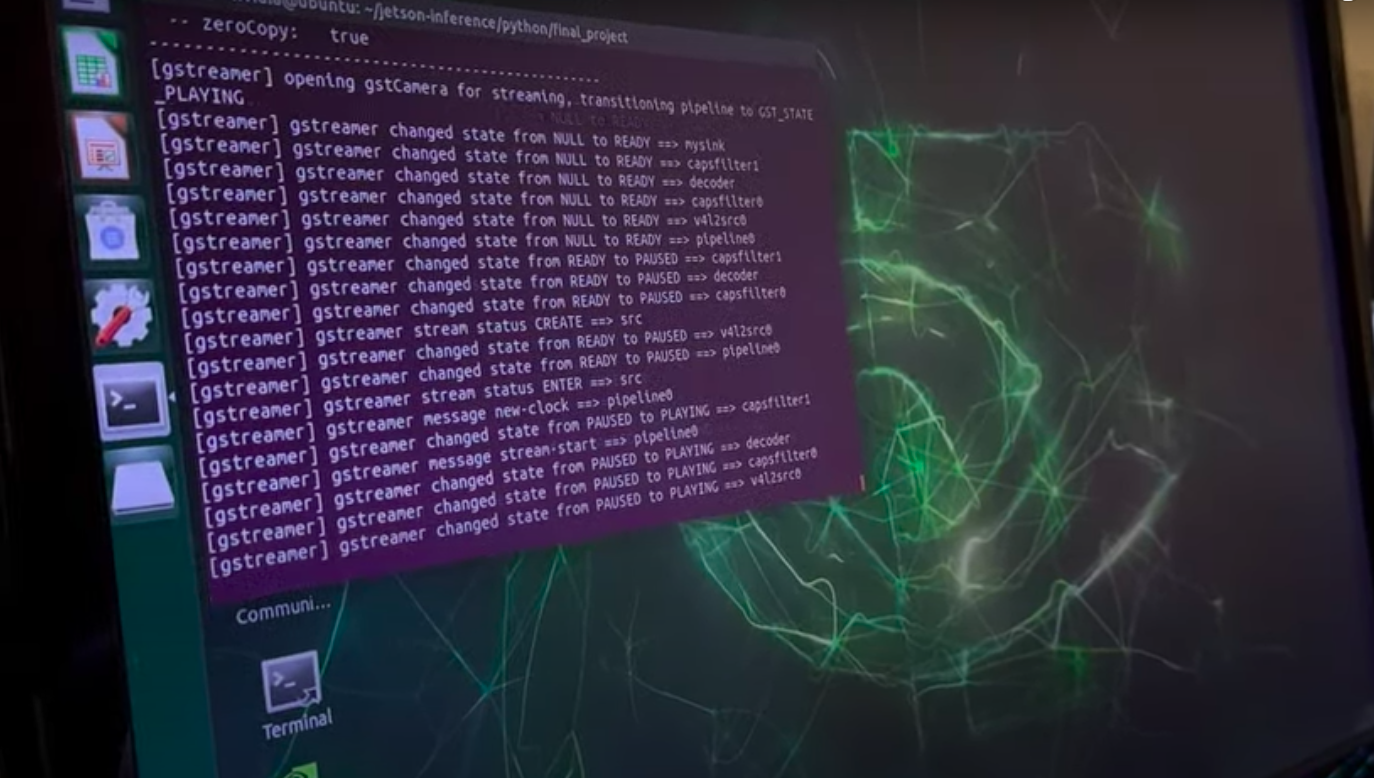 @ubuntu: ~/jetson-inference/python/final_project
-- zeroCopy: true
------------------------------------------------
[gstreamer] opening gstCamera for streaming, transitioning pipeline to GST_STATE
_PLAYING
[gstreamer] gstreamer changed state from NULL to READY ==> mysink
[gstreamer] gstreamer changed state from NULL to READY ==> capsfilter1
[gstreamer] gstreamer changed state from NULL to READY ==> decoder
[gstreamer] gstreamer changed state from NULL to READY ==> capsfilter0
[gstreamer] gstreamer changed state from NULL to READY ==> v4l2src0
[gstreamer] gstreamer changed state from NULL to READY ==> pipeline0
[gstreamer] gstreamer changed state from READY to PAUSED ==> capsfilter1
[gstreamer] gstreamer changed state from READY to PAUSED ==> decoder
[gstreamer] gstreamer changed state from READY to PAUSED ==> capsfilter0
[gstreamer] gstreamer stream status CREATE ==> src
[gstreamer] gstreamer changed state from READY to PAUSED ==> v4l2src0
[gstreamer] gstreamer changed state from READY to PAUSED ==> pipeline0
[gstreamer] gstreamer stream status ENTER ==> src
[gstreamer] gstreamer message new-clock ==> pipeline0
[gstreamer] gstreamer changed state from PAUSED to PLAYING ==> capsfilter1
[gstreamer] gstreamer message stream-start ==> pipeline0
[gstreamer] gstreamer changed state from PAUSED to PLAYING ==> decoder
[gstreamer] gstreamer changed state from PAUSED to PLAYING ==> capsfilter0
[gstreamer] gstreamer changed state from PAUSED to PLAYING ==> v4l2src0
Communi...
Terminal